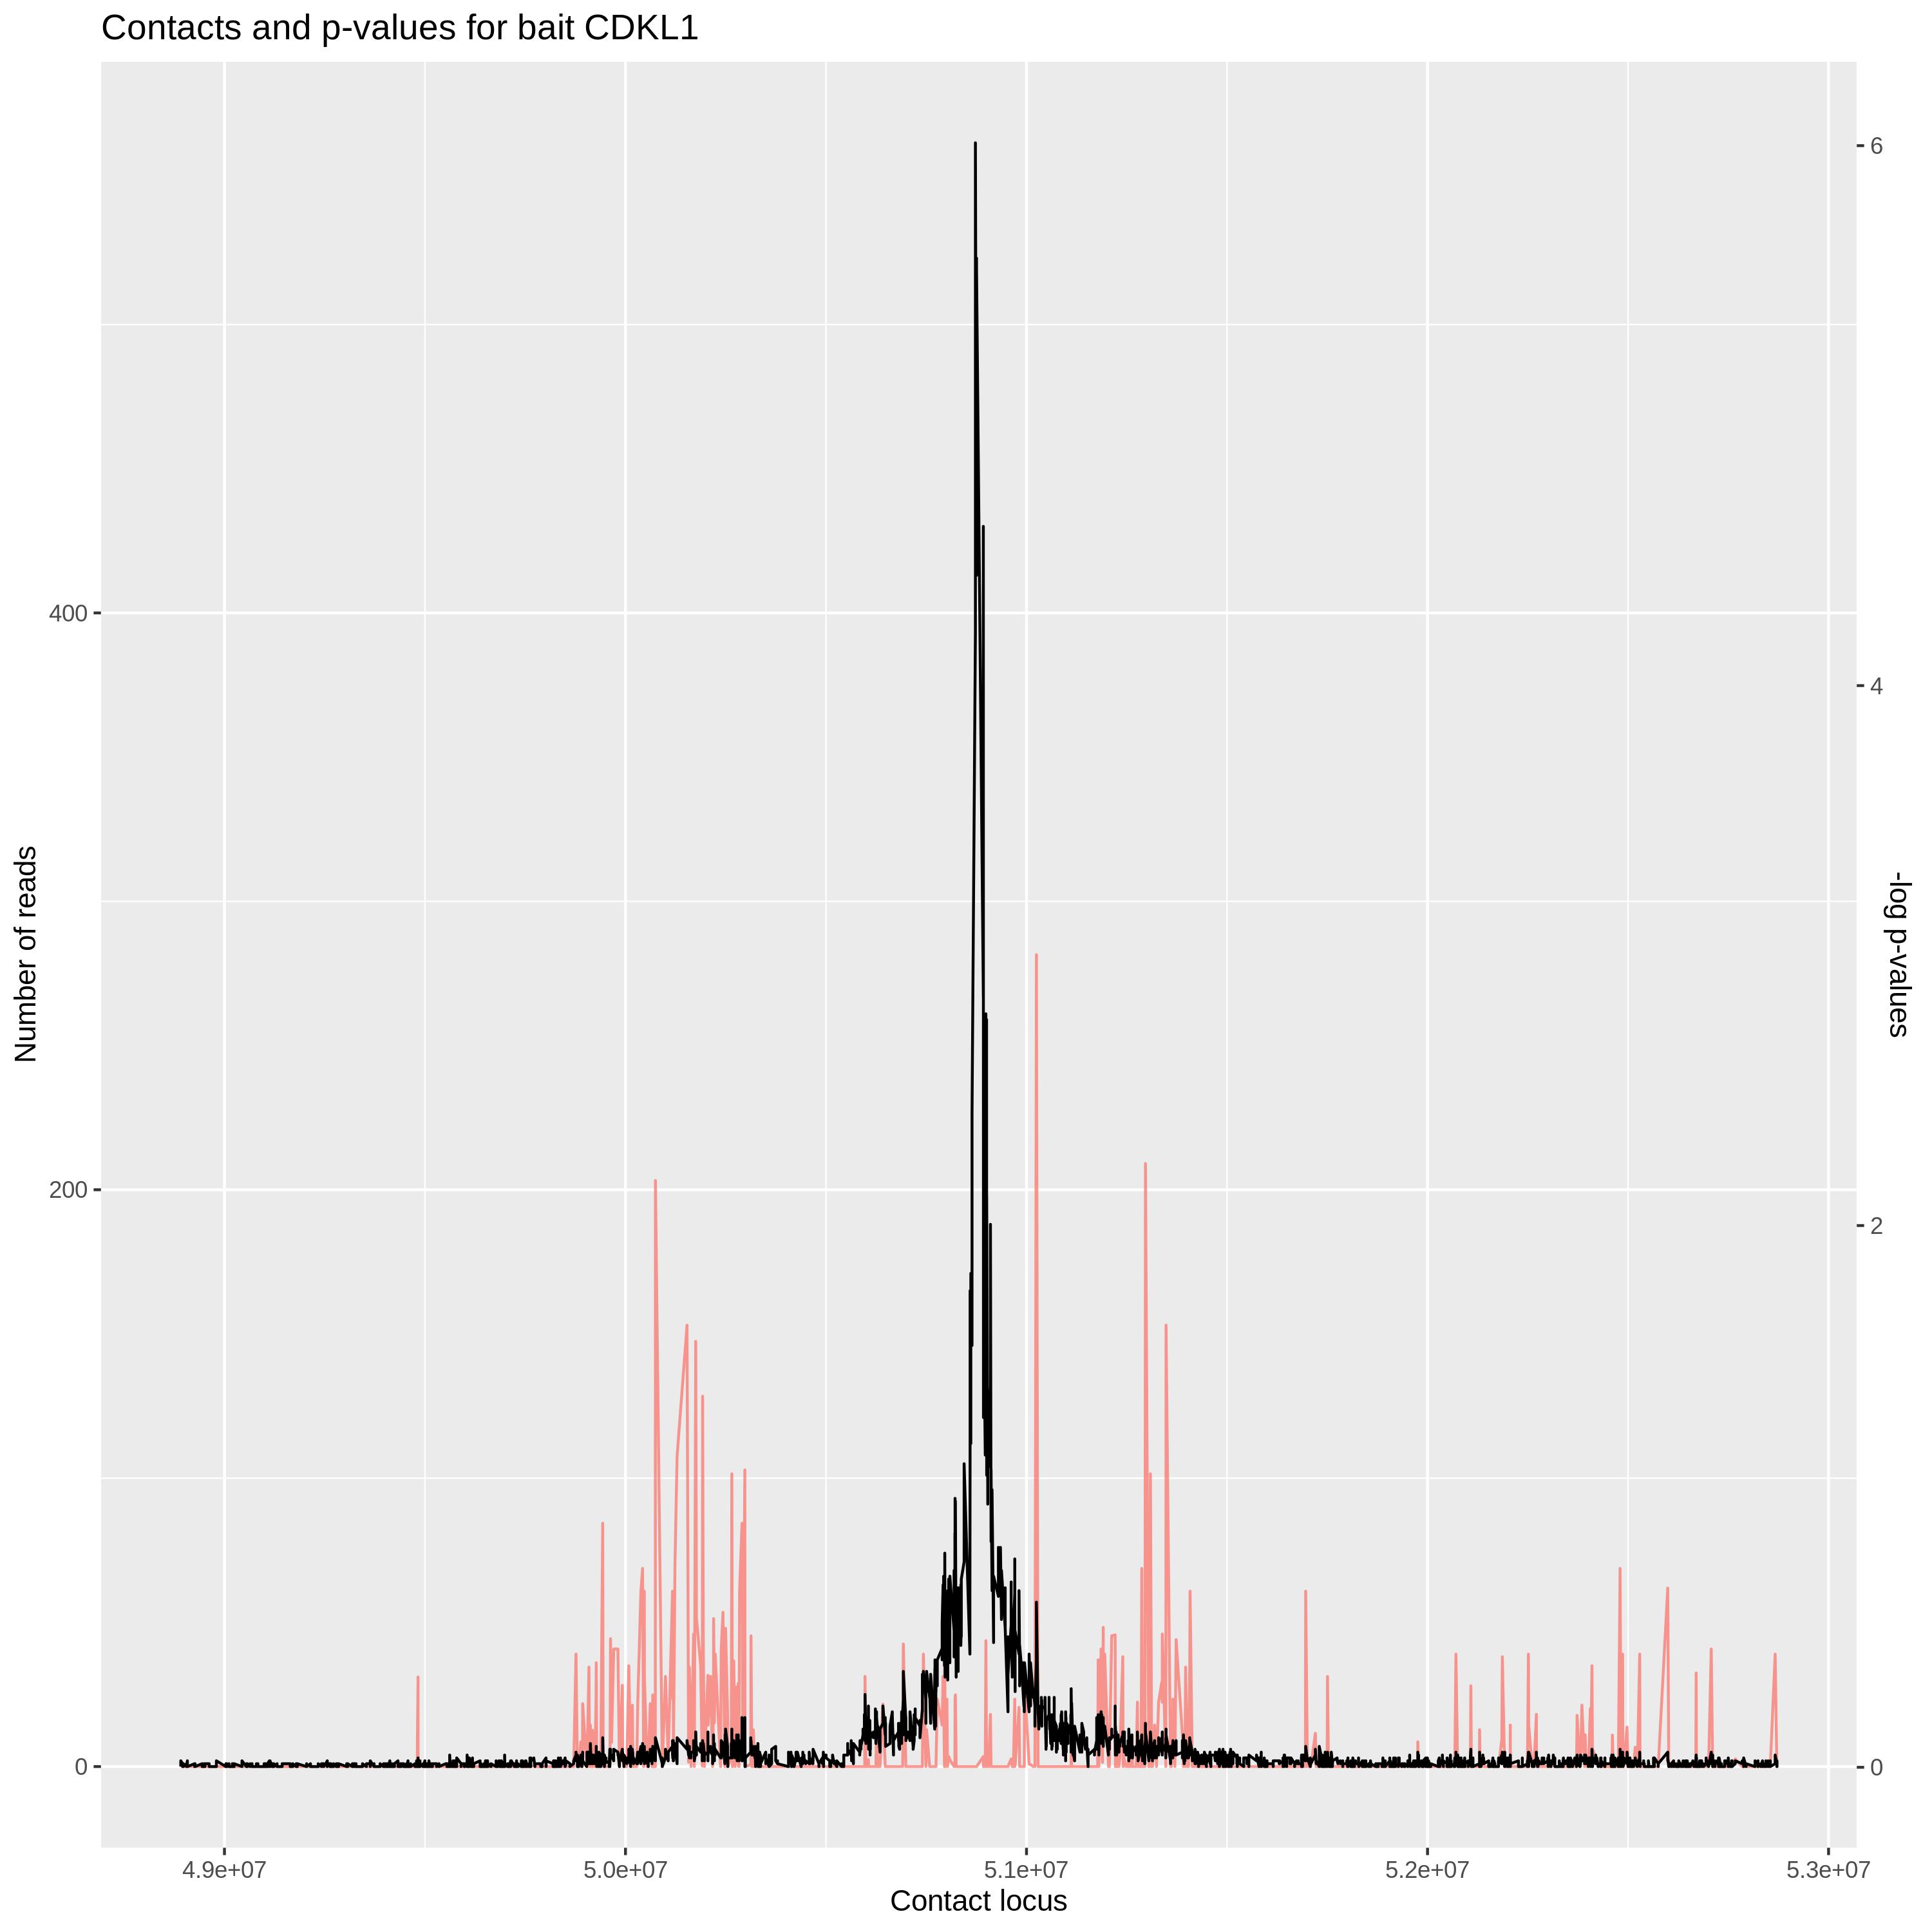 Contacts and p-values for bait CDKL1
Number of reads
400
200
0
6
4
2
0
-log p-values
4.9e+07
5.0e+07
5.1e+07
5.2e+07
5.3e+07
Contact locus